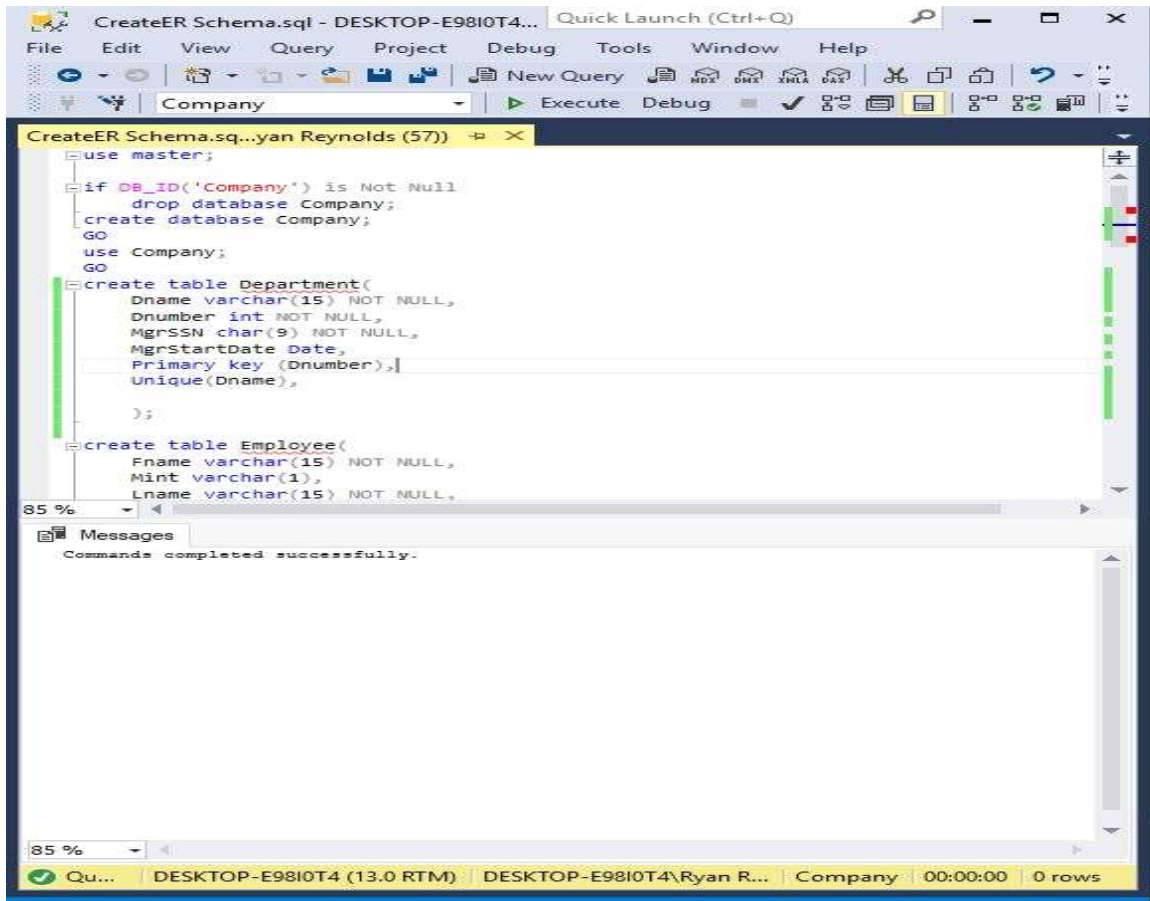 CreateER Schema.sql - DESKTOP-E98I0T4... Quick Launch (Ctrl+Q)
File Edit View Query Project Debug Tools Window Help
New Query MDX DMX XMLA DAX
Company Execute Debug
CreateER Schema.sq...yan Reynolds (57))
use master;
if DB_ID('Company') is Not Null
drop database Company;
create database Company;
GO
use Company;
GO
create table Department(
Dname varchar(15) NOT NULL,
Dnumber int NOT NULL,
MgrSSN char(9) NOT NULL,
MgrStartDate Date,
Primary key (Dnumber),
Unique(Dname),
);
create table Employee(
Fname varchar(15) NOT NULL,
Mint varchar(1),
Lname varchar(15) NOT NULL,
85 %
Messages
Commands completed successfully.
85 %
Qu... DESKTOP-E98I0T4 (13.0 RTM) DESKTOP-E98I0T4\Ryan R... Company 00:00:00 0 rows